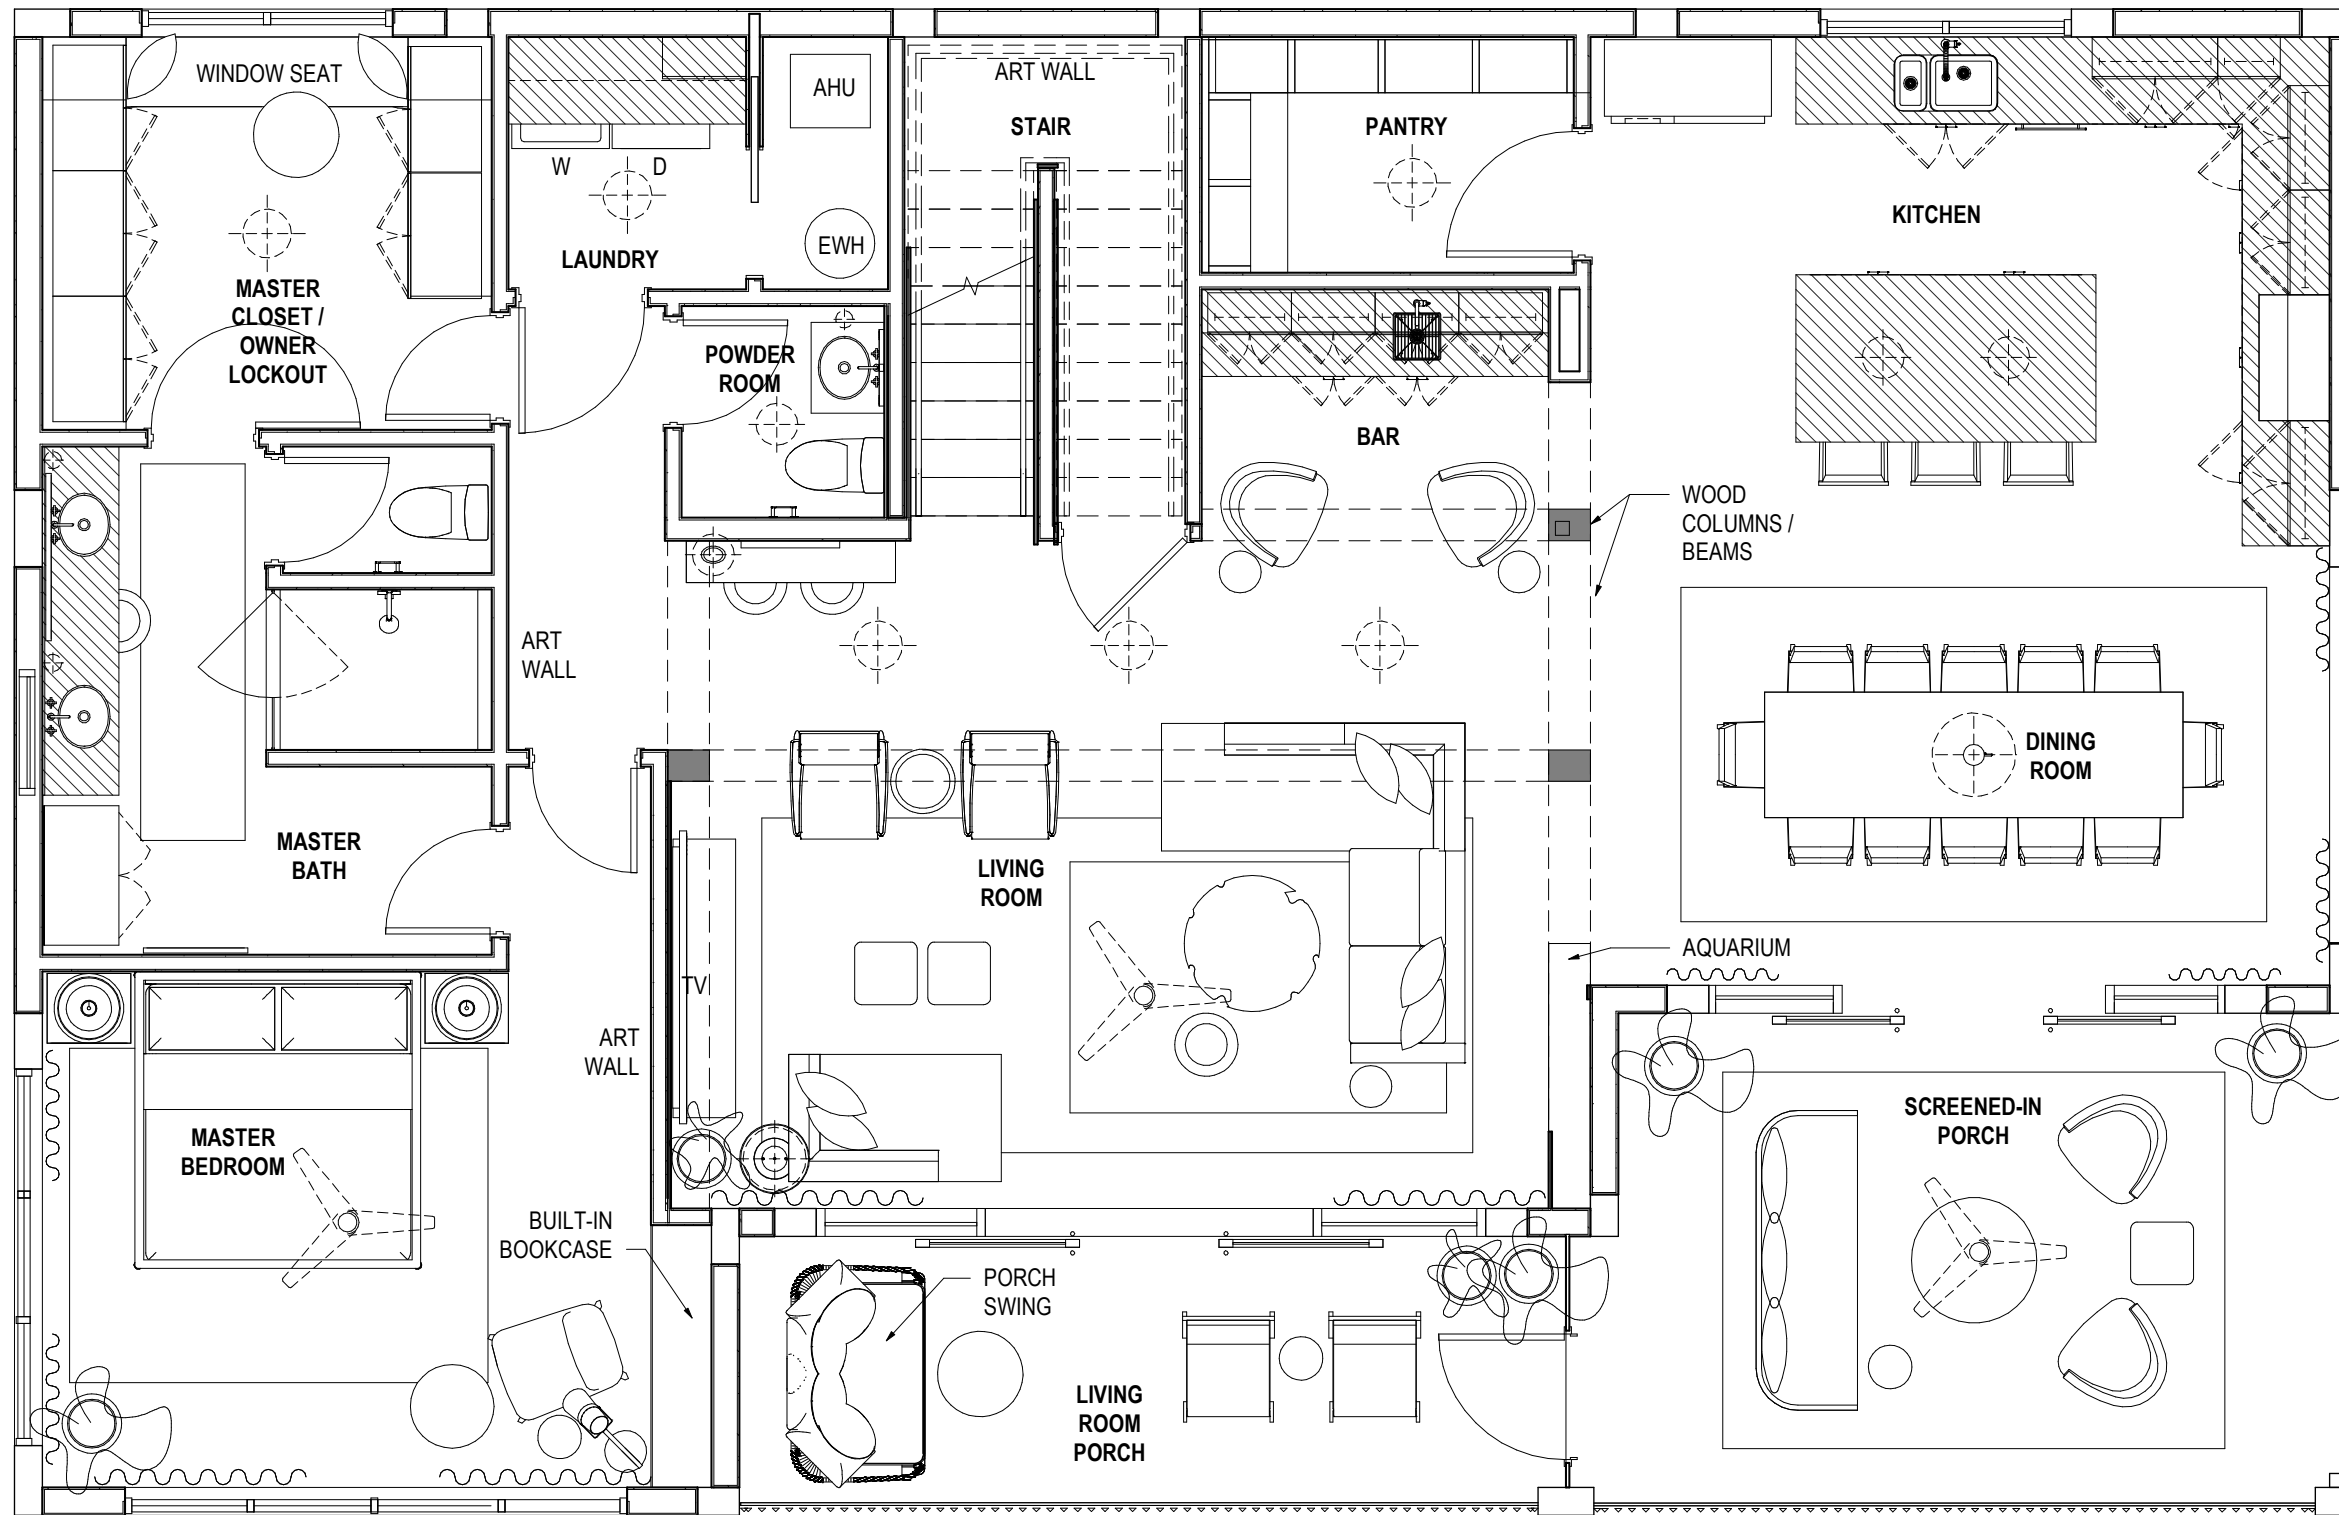 WINDOW SEAT
MASTER
CLOSET /
OWNER
LOCKOUT
W
D
LAUNDRY
AHU
EWH
POWDER
ROOM
ART WALL
STAIR
PANTRY
BAR
KITCHEN
WOOD
COLUMNS /
BEAMS
ART
WALL
DINING
ROOM
MASTER
BATH
LIVING
ROOM
TV
AQUARIUM
ART
WALL
MASTER
BEDROOM
BUILT-IN
BOOKCASE
PORCH
SWING
LIVING
ROOM
PORCH
SCREENED-IN
PORCH